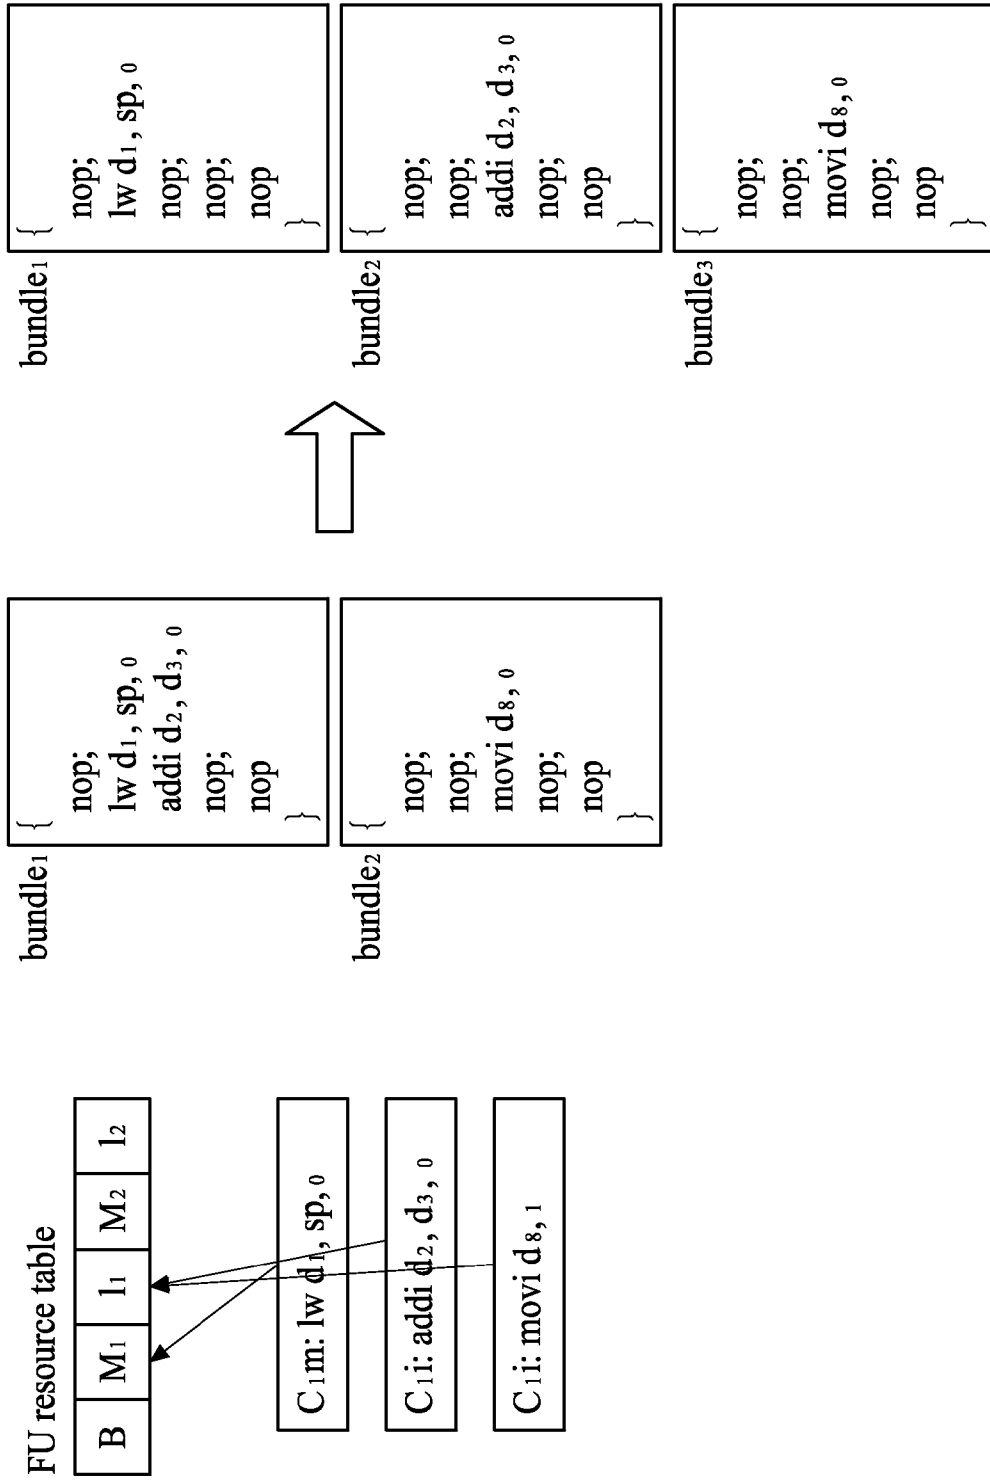 FU resource table
B M1 l1 M2 l2
C1m: lw d1, sp, 0
C1i: addi d2, d3, 0
C1i: movi d8, 1
bundle1
{
nop;
lw d1, sp, 0
addi d2, d3, 0
nop;
nop
}
bundle2
{
nop;
nop;
movi d8, 0
nop;
nop
}
bundle1
{
nop;
lw d1, sp, 0
nop;
nop;
nop
}
bundle2
{
nop;
nop;
addi d2, d3, 0
nop;
nop
}
bundle3
{
nop;
nop;
movi d8, 0
nop;
nop
}